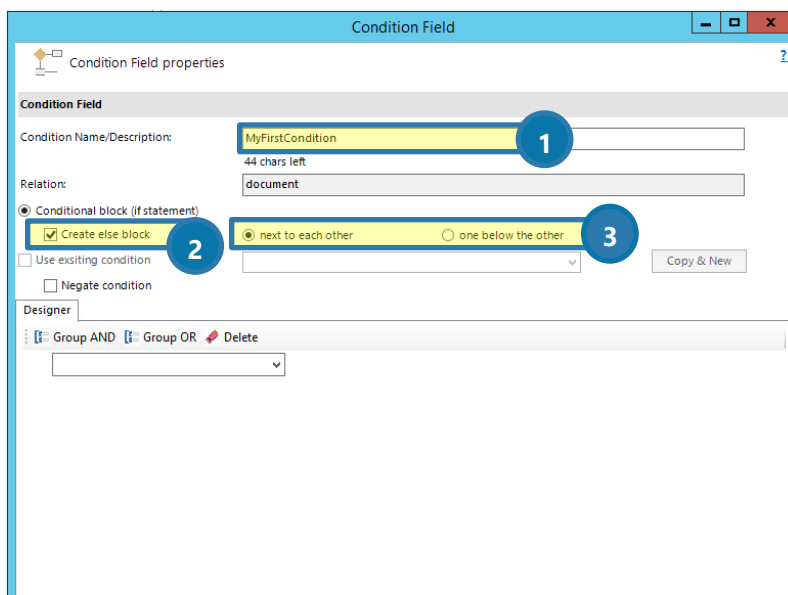 Condition Field
?
Condition Field properties
Condition Field
Condition Name/Description: MyFirstCondition 1
44 chars left
Relation: document
Conditional block (if statement)
Create else block 2 next to each other one below the other 3
Use exsiting condition Copy & New
Negate condition
Designer
Group AND Group OR Delete